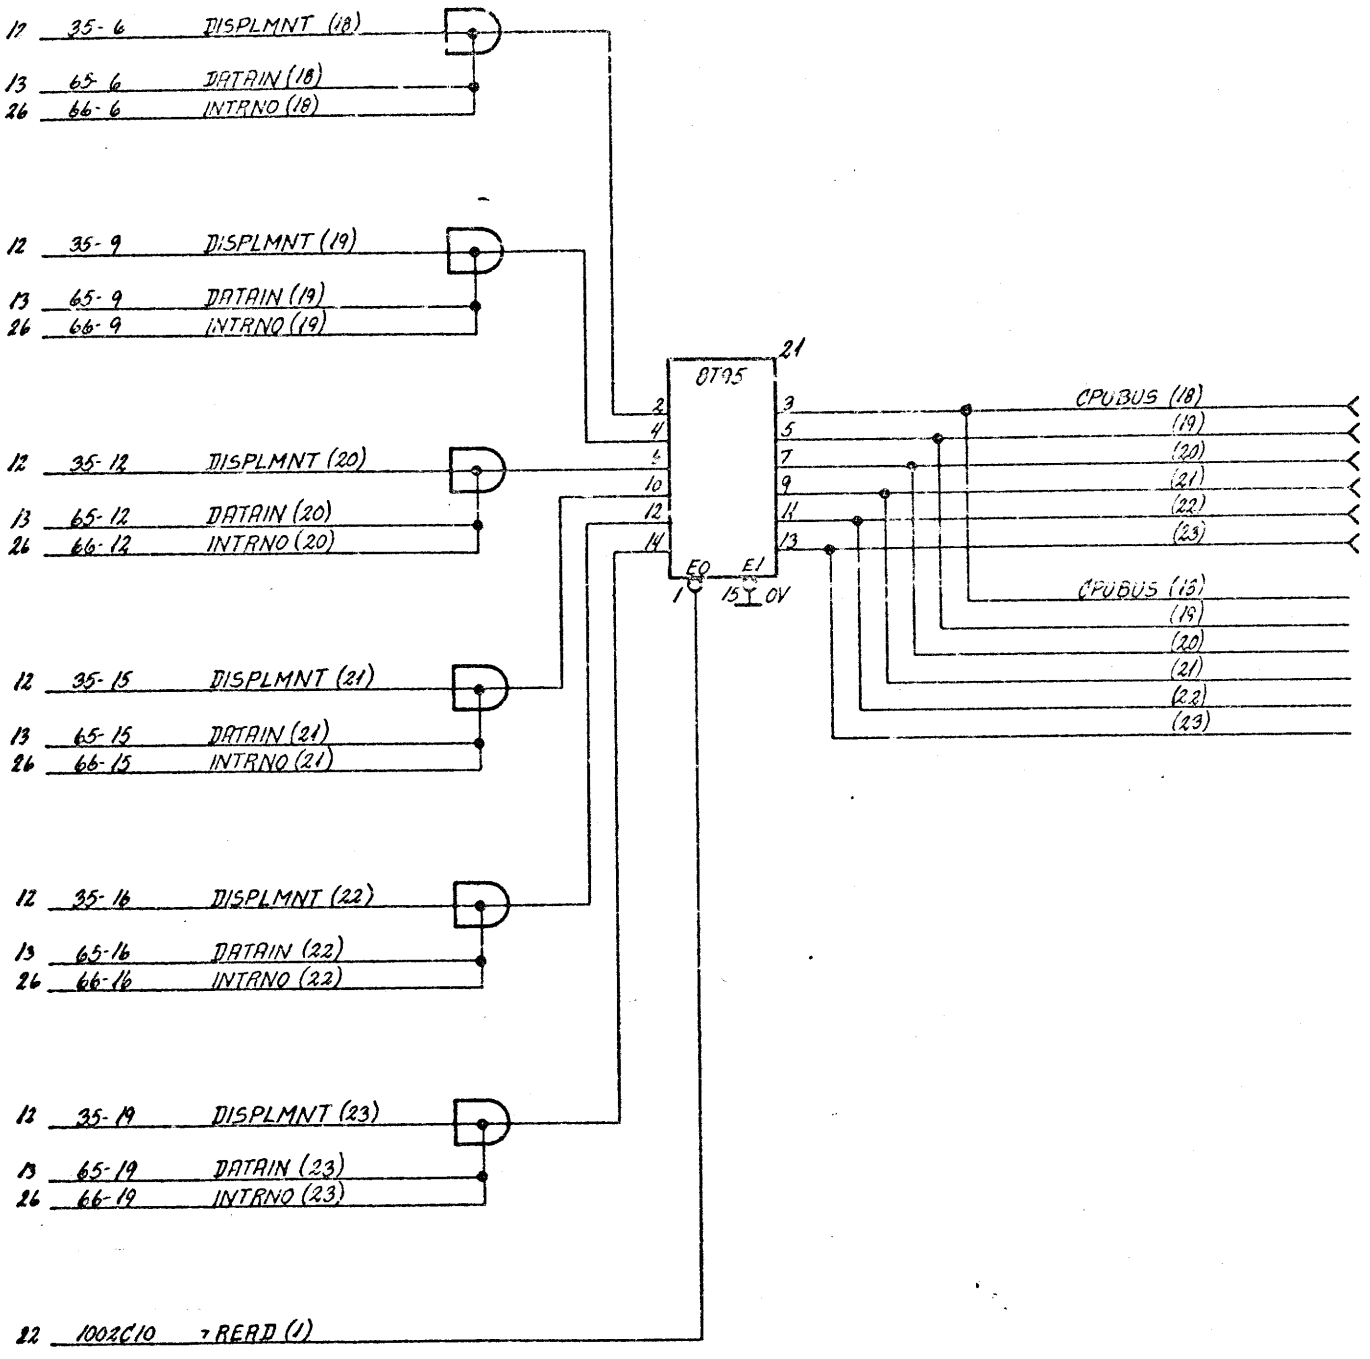 12 35-6 DISPLMNT (18)
13 65-6 DATAIN (18)
26 66-6 INTRNO (18)
12 35-9 DISPLMNT (19)
13 65-9 DATAIN (19)
26 66-9 INTRNO (19)
21
8T95
2 3 CPUBUS (18)
4 5 (19)
12 35-12 DISPLMNT (20)
6 7 (20)
10 9 (21)
13 65-12 DATAIN (20)
12 11 (22)
26 66-12 INTRNO (20)
14 13 (23)
E0 E1
1 15 0V
CPUBUS (18)
(19)
(20)
12 35-15 DISPLMNT (21)
(21)
(22)
(23)
13 65-15 DATAIN (21)
26 66-15 INTRNO (21)
12 35-16 DISPLMNT (22)
13 65-16 DATAIN (22)
26 66-16 INTRNO (22)
12 35-19 DISPLMNT (23)
13 65-19 DATAIN (23)
26 66-19 INTRNO (23)
22 1002C10 ¬READ (1)